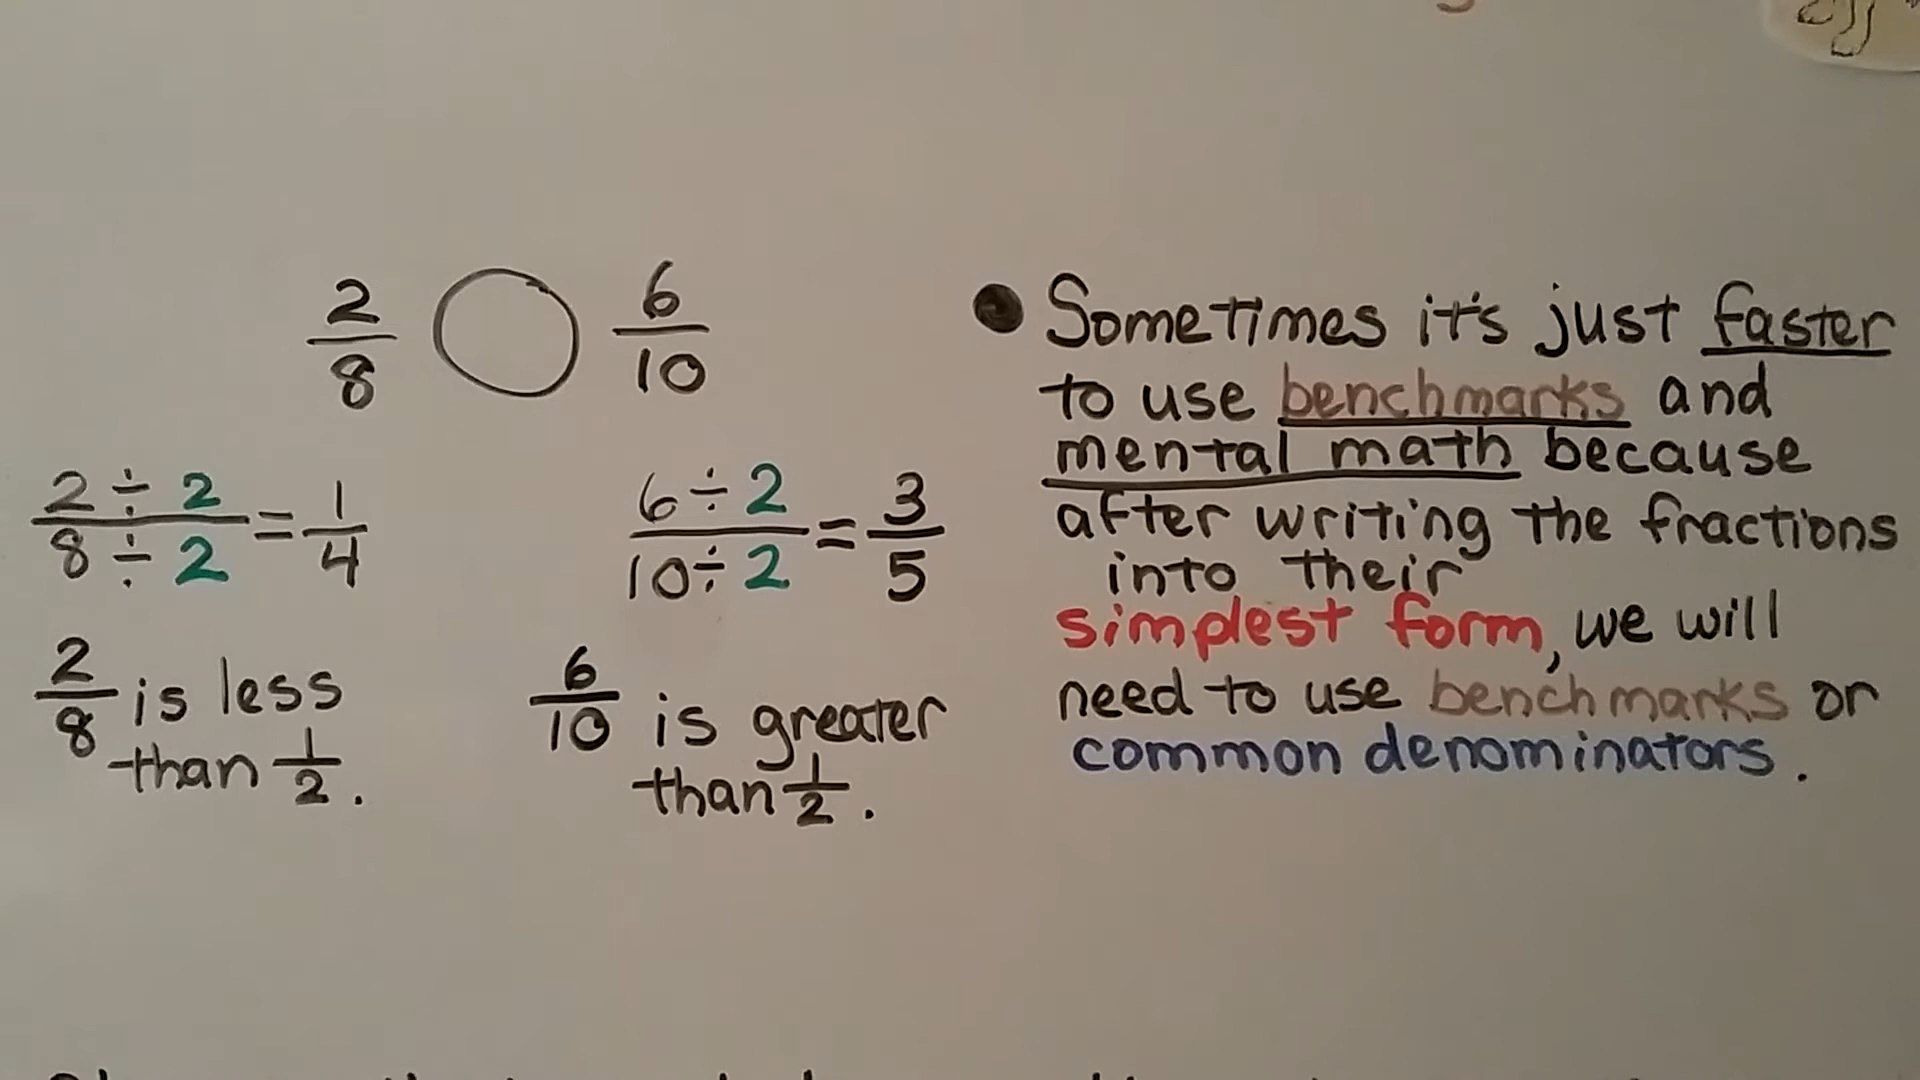 2/8 ◯ 6/10
2 ÷ 2 / 8 ÷ 2 = 1/4
6 ÷ 2 / 10 ÷ 2 = 3/5
2/8 is less
than 1/2.
6/10 is greater
than 1/2.
• Sometimes it's just faster
to use benchmarks and
mental math because
after writing the fractions
into their
simplest form, we will
need to use benchmarks or
common denominators.